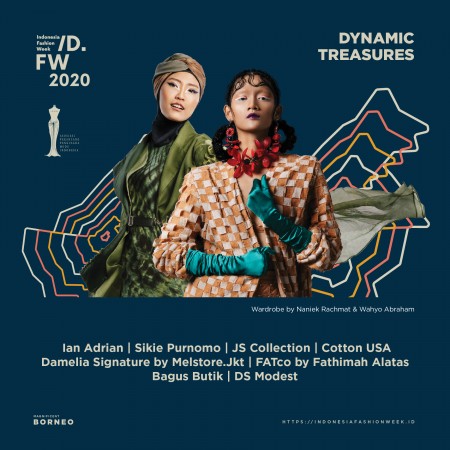 Indonesia
Fashion
Week
/D.
FW
2020
DYNAMIC
TREASURES
Wardrobe by Naniek Rachmat & Wahyo Abraham
Ian Adrian | Sikie Purnomo | JS Collection | Cotton USA
Damelia Signature by Melstore.Jkt | FATco by Fathimah Alatas
Bagus Butik | DS Modest
MAGNIFICENT
BORNEO
HTTPS://INDONESIAFASHIONWEEK.ID